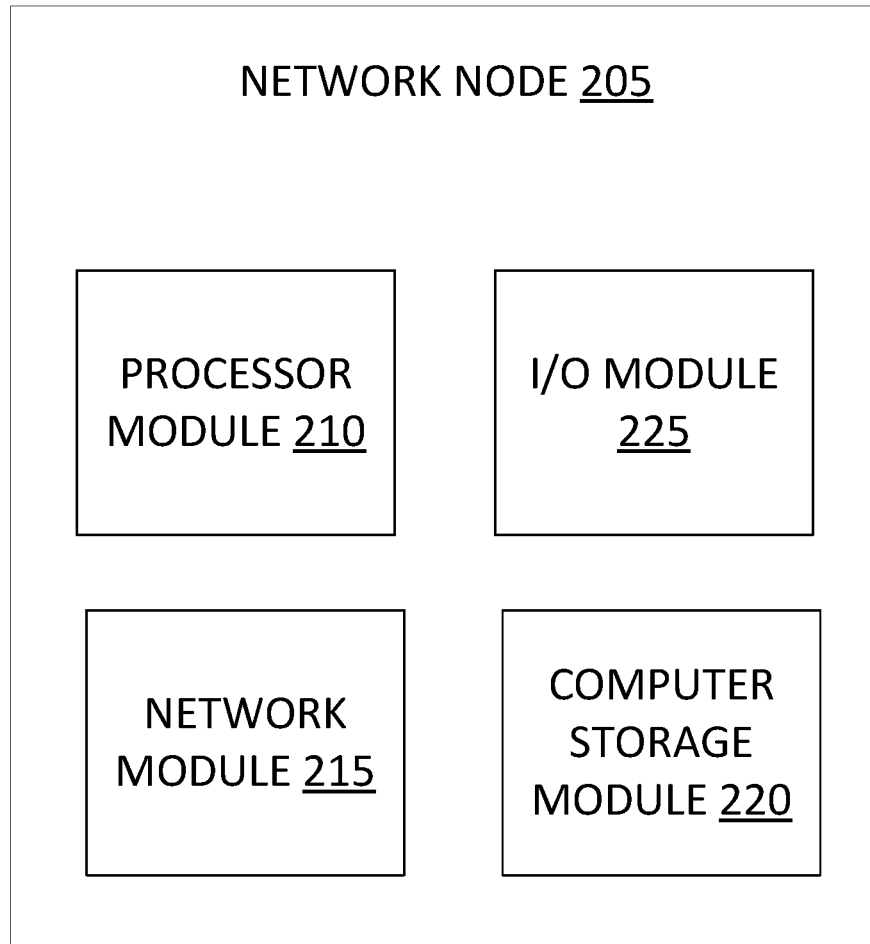 NETWORK NODE 205
PROCESSOR
MODULE 210
I/O MODULE
225
NETWORK
MODULE 215
COMPUTER
STORAGE
MODULE 220